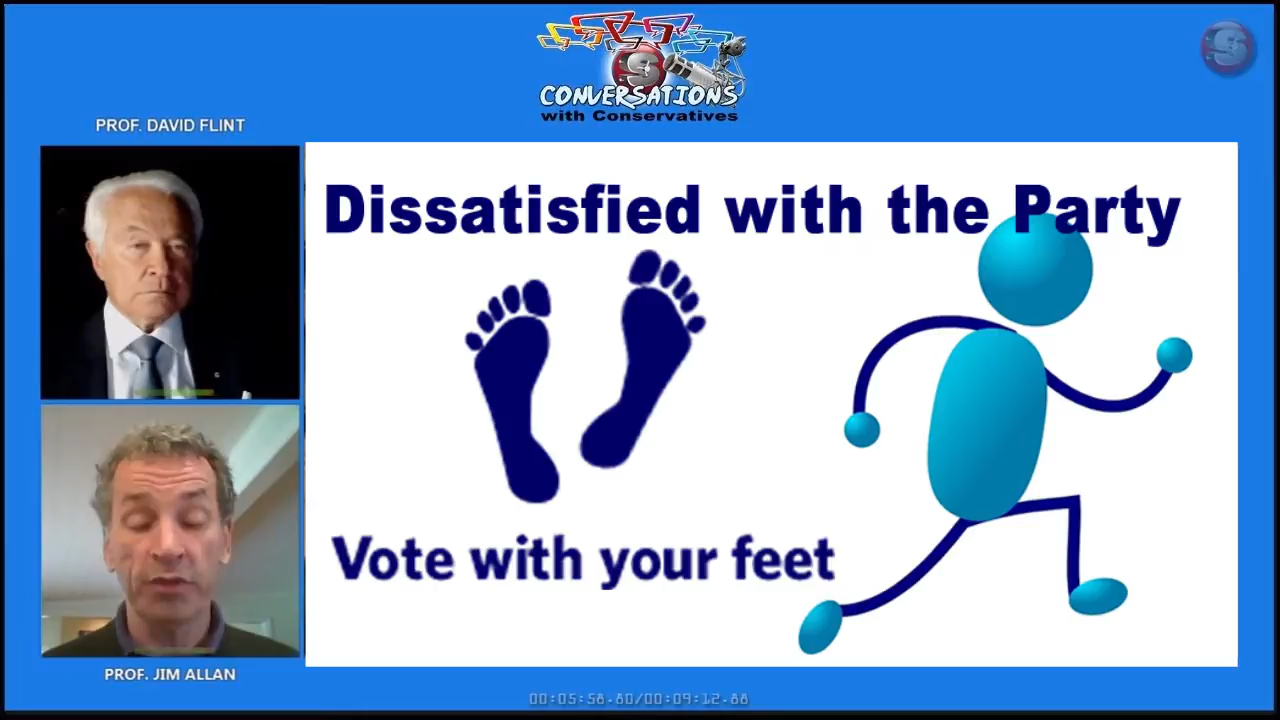 S
S
CONVERSATIONS
with Conservatives
PROF. DAVID FLINT
Dissatisfied with the Party
Vote with your feet
PROF. JIM ALLAN
00:05:58.80/00:09:12.88